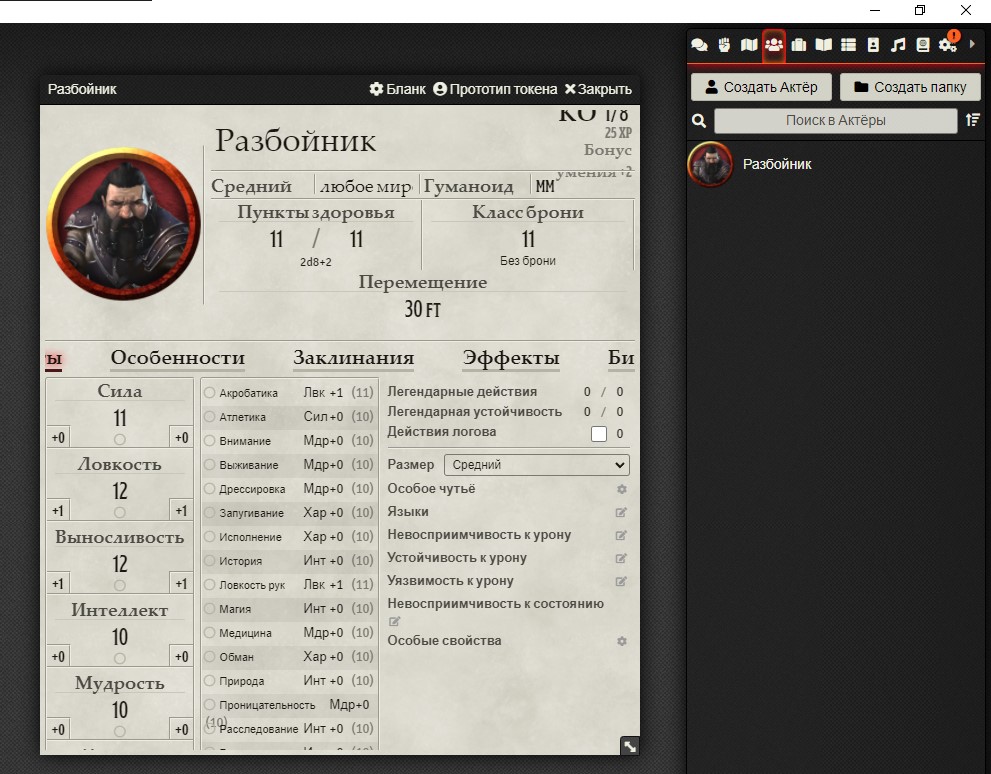 Разбойник Бланк Прототип токена Закрыть
Создать Актёр Создать папку
Поиск в Актёры
Разбойник
Разбойник
КО 1/8
25 XP
Бонус
умения +2
Средний любое мир Гуманоид ММ
Пункты здоровья Класс брони
11 / 11 11
2d8+2 Без брони
Перемещение
30 FT
ы Особенности Заклинания Эффекты Би
Сила
11
+0 +0
Ловкость
12
+1 +1
Выносливость
12
+1 +1
Интеллект
10
+0 +0
Мудрость
10
+0 +0
Акробатика Лвк +1 (11)
Атлетика Сил +0 (10)
Внимание Мдр +0 (10)
Выживание Мдр +0 (10)
Дрессировка Мдр +0 (10)
Запугивание Хар +0 (10)
Исполнение Хар +0 (10)
История Инт +0 (10)
Ловкость рук Лвк +1 (11)
Магия Инт +0 (10)
Медицина Мдр +0 (10)
Обман Хар +0 (10)
Природа Инт +0 (10)
Проницательность Мдр +0
(10)
Расследование Инт +0 (10)
Легендарные действия 0 / 0
Легендарная устойчивость 0 / 0
Действия логова 0
Размер Средний
Особое чутьё
Языки
Невосприимчивость к урону
Устойчивость к урону
Уязвимость к урону
Невосприимчивость к состоянию
Особые свойства